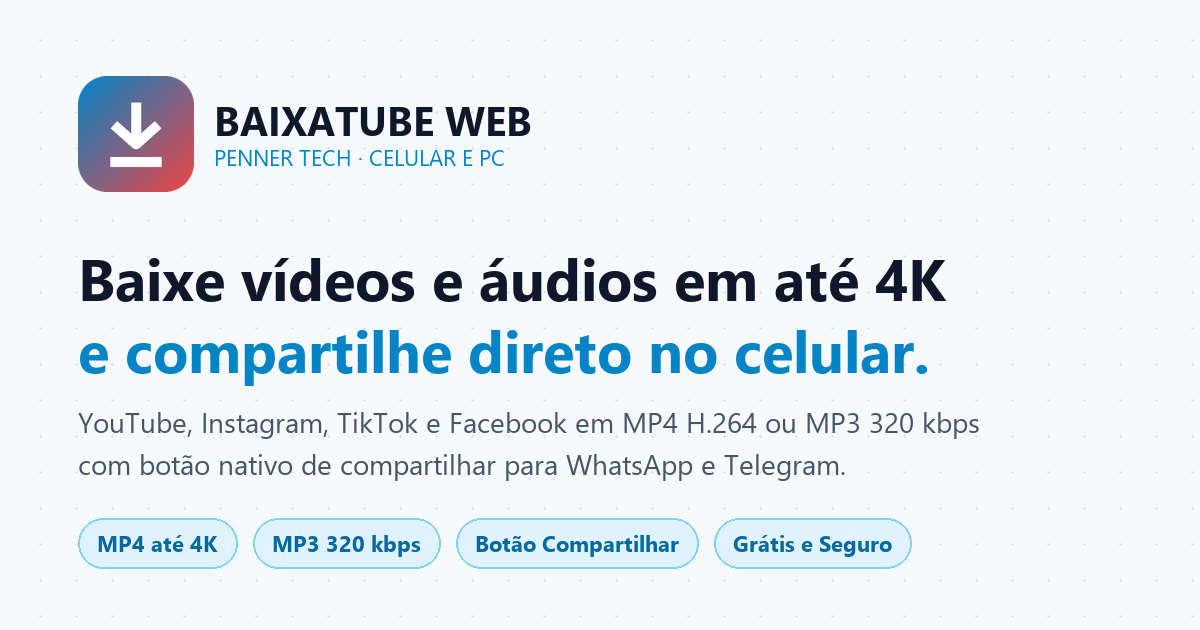 BAIXATUBE WEB
PENNER TECH · CELULAR E PC
Baixe vídeos e áudios em até 4K
e compartilhe direto no celular.
YouTube, Instagram, TikTok e Facebook em MP4 H.264 ou MP3 320 kbps
com botão nativo de compartilhar para WhatsApp e Telegram.
MP4 até 4K
MP3 320 kbps
Botão Compartilhar
Grátis e Seguro